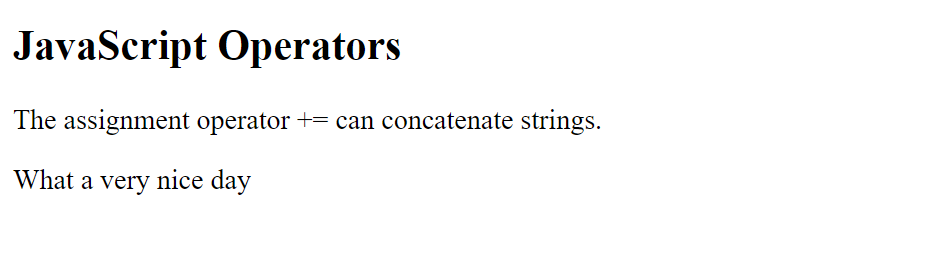 JavaScript Operators
The assignment operator += can concatenate strings.
What a very nice day